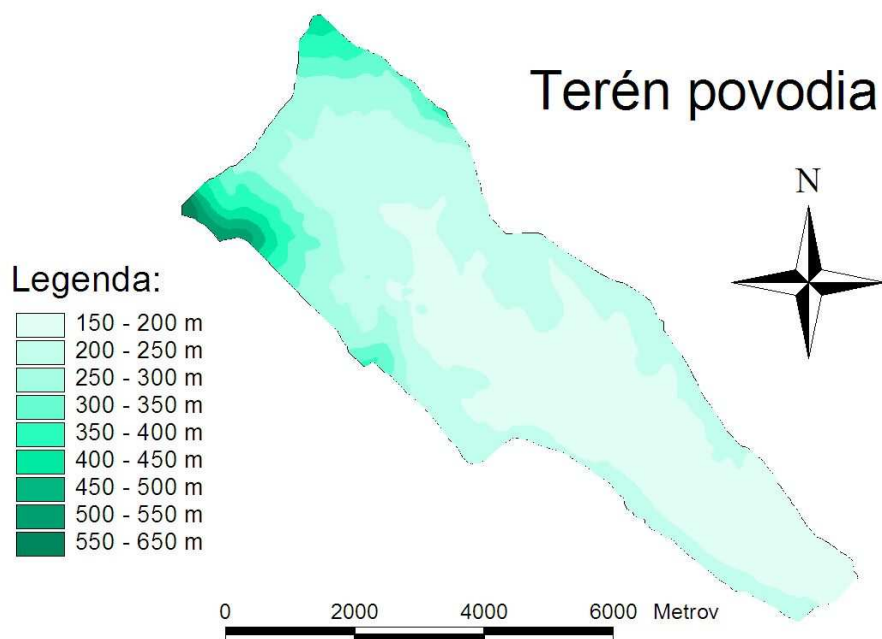 Terén povodia
N
Legenda:
150 - 200 m
200 - 250 m
250 - 300 m
300 - 350 m
350 - 400 m
400 - 450 m
450 - 500 m
500 - 550 m
550 - 650 m
0 2000 4000 6000 Metrov